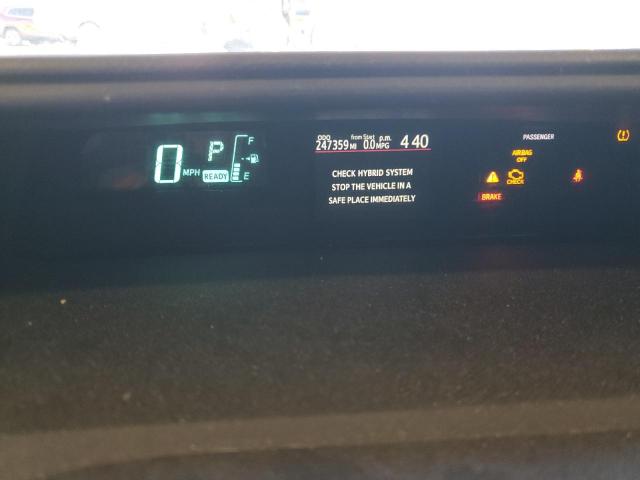 0 MPH
P
READY
F
E
ODO from Start p.m.
247359 MI 0.0 MPG 4 40
CHECK HYBRID SYSTEM
STOP THE VEHICLE IN A
SAFE PLACE IMMEDIATELY
PASSENGER
AIRBAG
OFF
CHECK
BRAKE